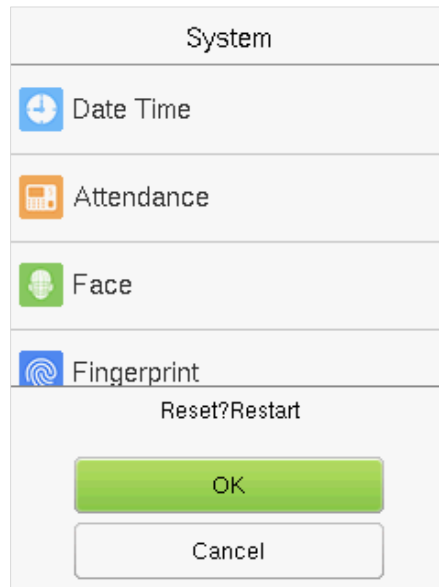 System
Date Time
Attendance
Face
Fingerprint
Reset?Restart
OK
Cancel